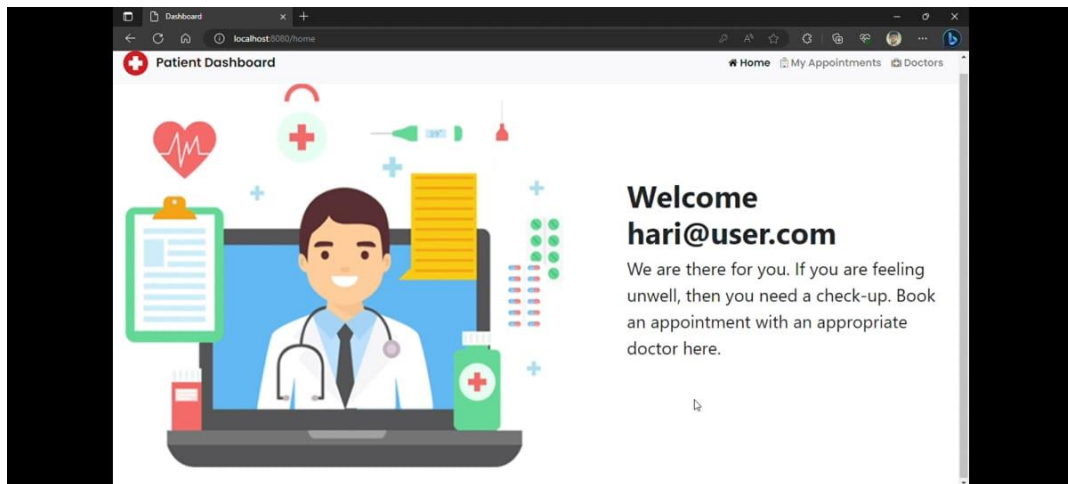 Dashboard
localhost:8080/home
Patient Dashboard
Home My Appointments Doctors
Welcome
hari@user.com
We are there for you. If you are feeling
unwell, then you need a check-up. Book
an appointment with an appropriate
doctor here.